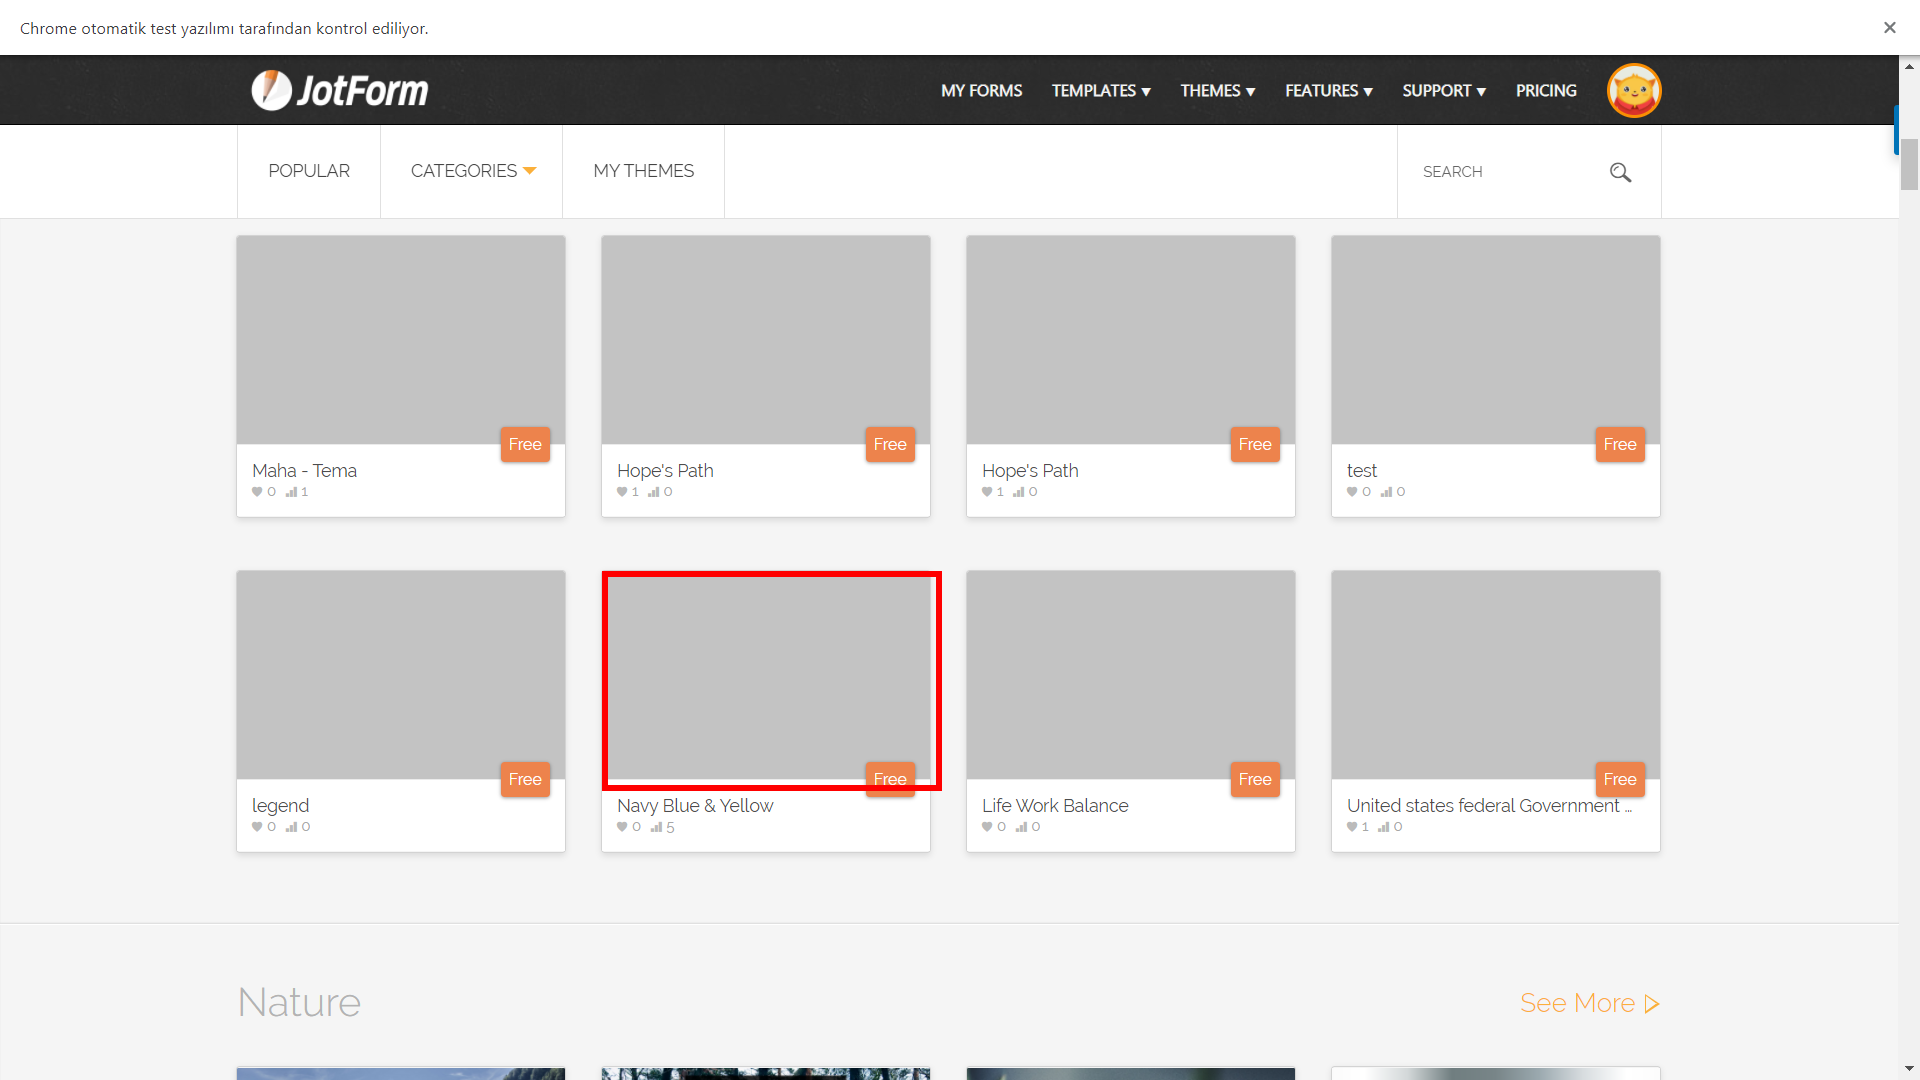 Chrome otomatik test yazılımı tarafından kontrol ediliyor.
JotForm
MY FORMS TEMPLATES THEMES FEATURES SUPPORT PRICING
POPULAR CATEGORIES MY THEMES SEARCH
Free Free Free Free
Maha - Tema Hope's Path Hope's Path test
0 1 1 0 1 0 0 0
Free Free Free Free
legend Navy Blue & Yellow Life Work Balance United states federal Government ...
0 0 0 5 0 0 1 0
Nature See More